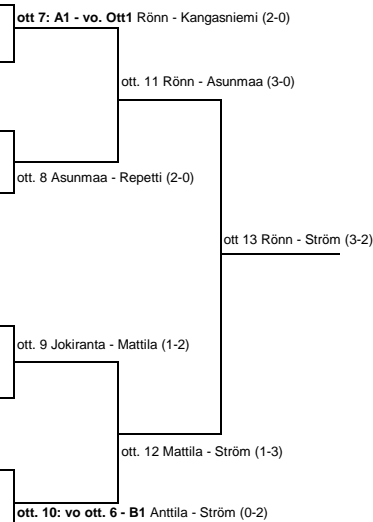 ott 7: A1 - vo. Ott1 Rönn - Kangasniemi (2-0)
ott. 11 Rönn - Asunmaa (3-0)
ott. 8 Asunmaa - Repetti (2-0)
ott 13 Rönn - Ström (3-2)
ott. 9 Jokiranta - Mattila (1-2)
ott. 12 Mattila - Ström (1-3)
ott. 10: vo ott. 6 - B1 Anttila - Ström (0-2)